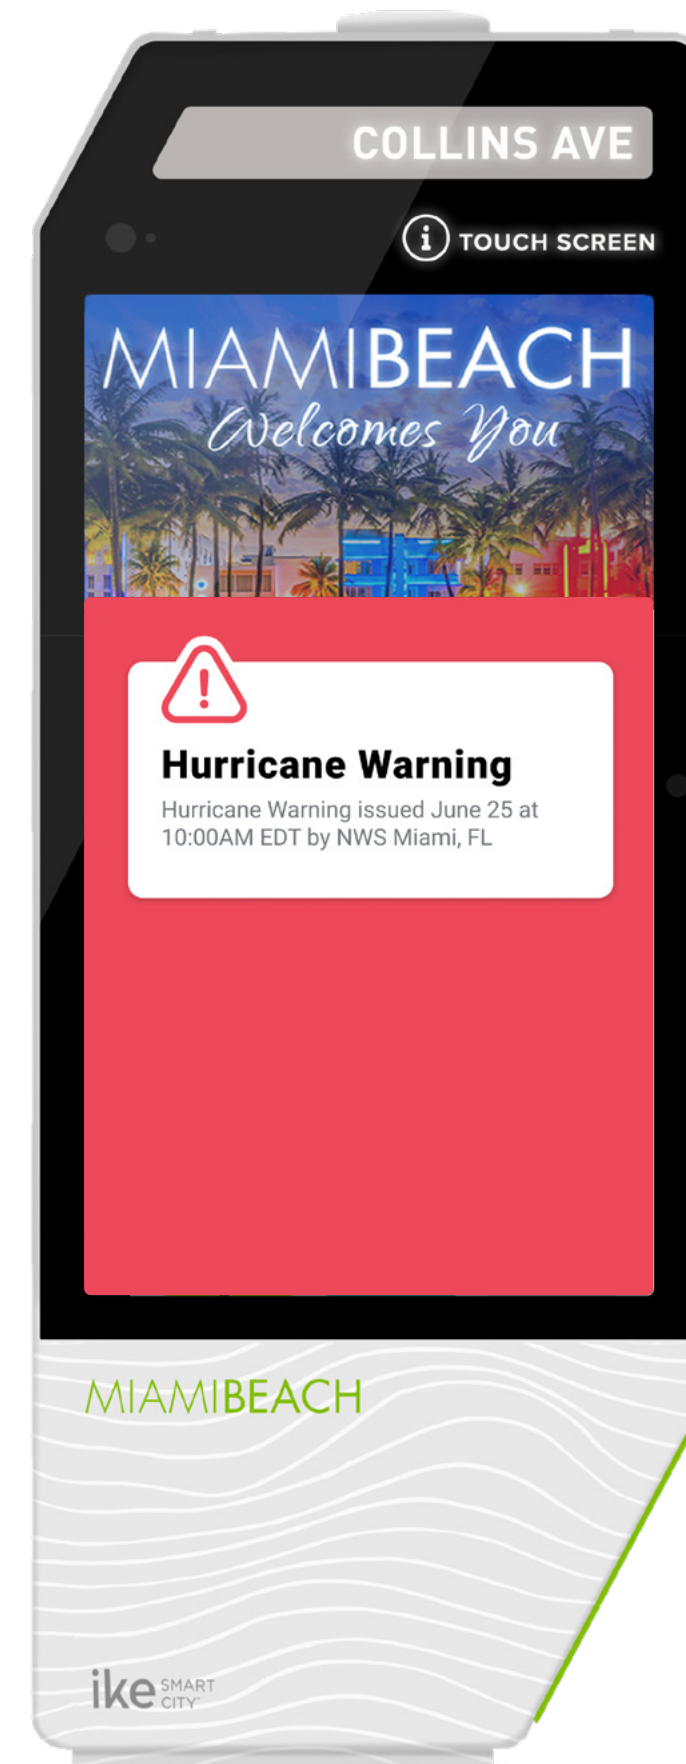 COLLINS AVE
i TOUCH SCREEN
MIAMIBEACH
Welcomes You
!
Hurricane Warning
Hurricane Warning issued June 25 at
10:00AM EDT by NWS Miami, FL
MIAMIBEACH
ike SMART
CITY